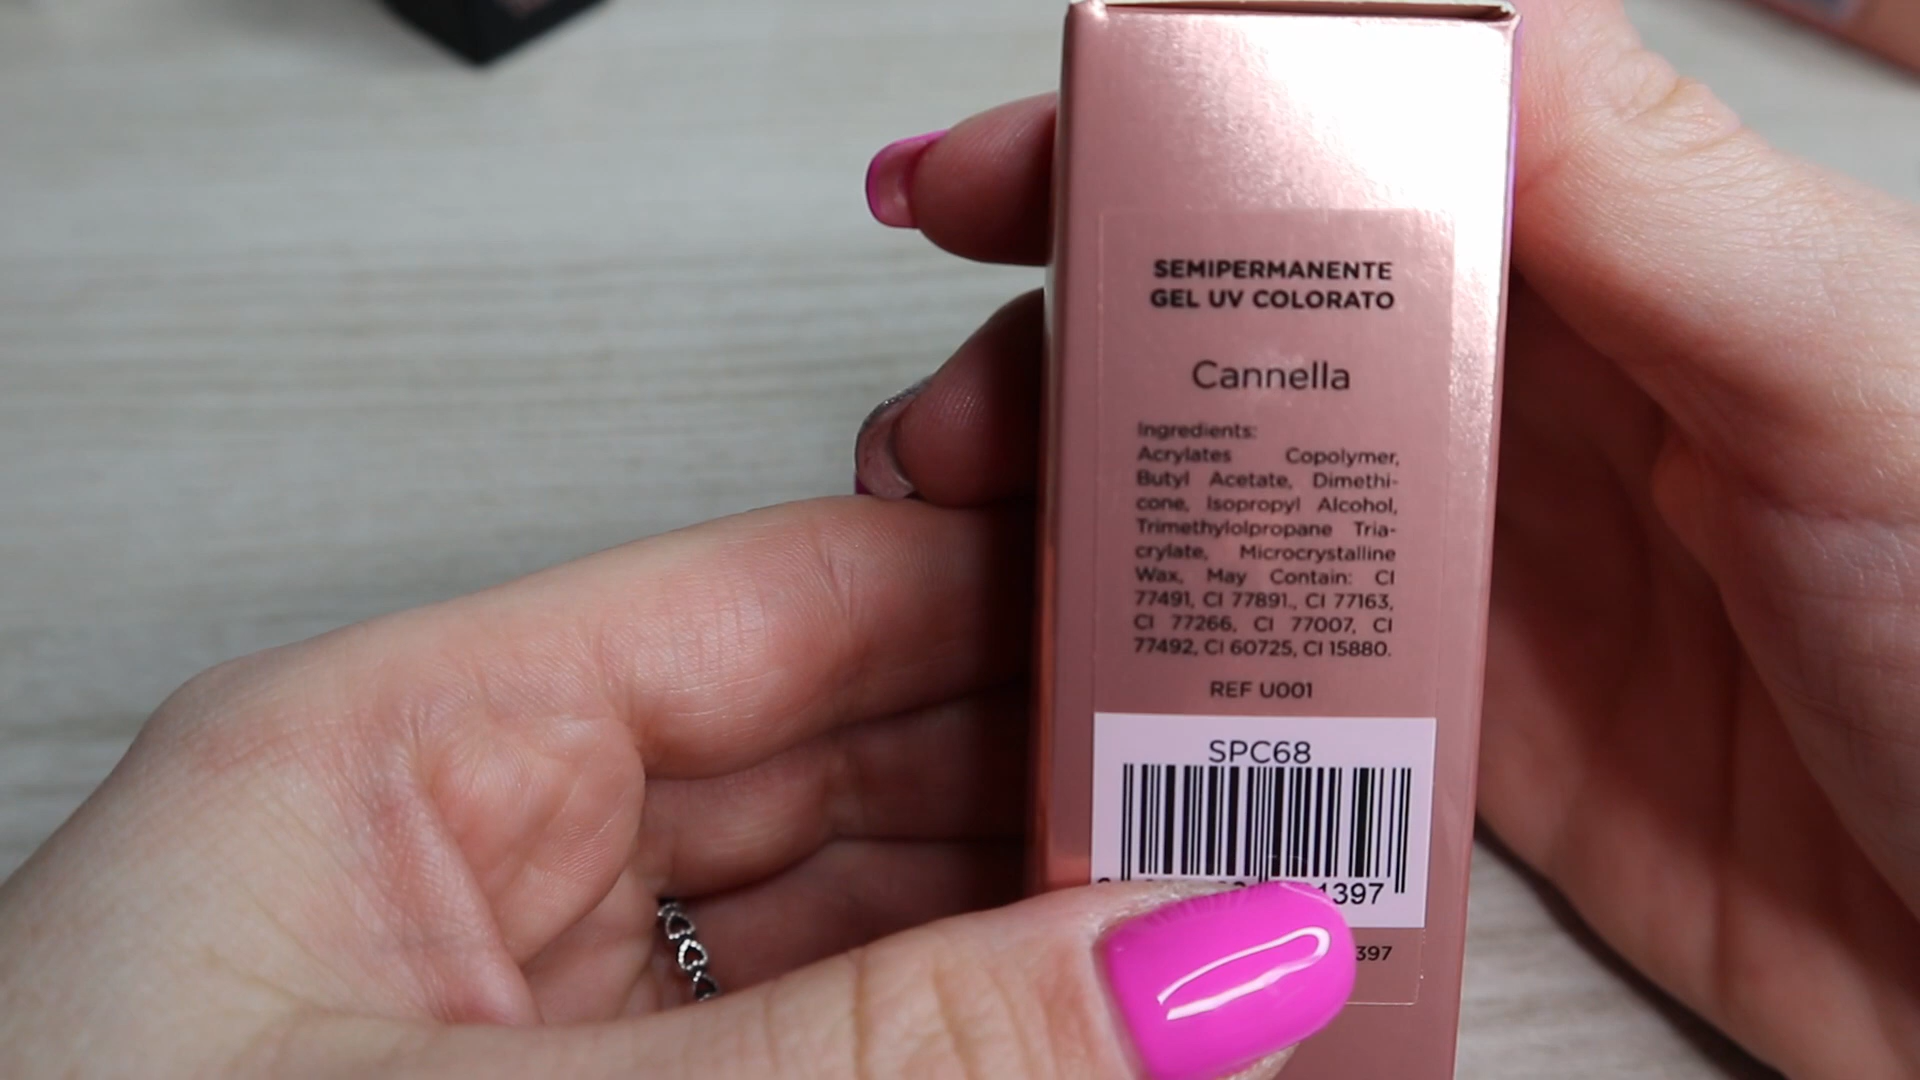 SEMIPERMANENTE
GEL UV COLORATO
Cannella
Ingredients:
Acrylates Copolymer,
Butyl Acetate, Dimethi-
cone, Isopropyl Alcohol,
Trimethylolpropane Tria-
crylate, Microcrystalline
Wax, May Contain: CI
77491, CI 77891., CI 77163,
CI 77266, CI 77007, CI
77492, CI 60725, CI 15880.
REF U001
SPC68
1397
397